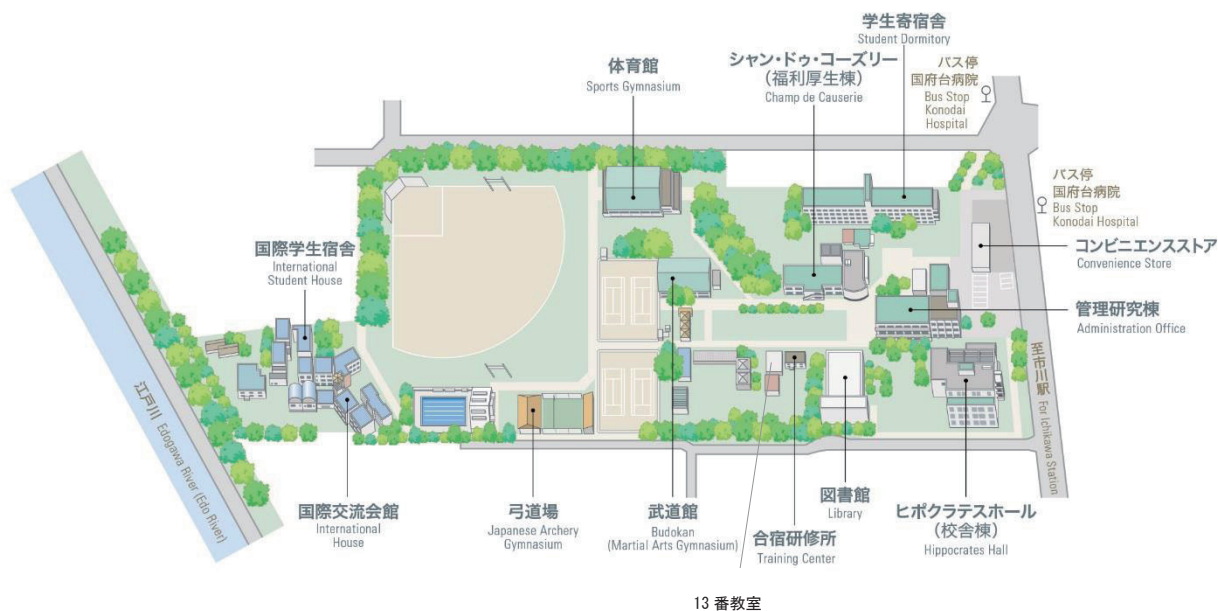 学生寄宿舎
Student Dormitory
シャン・ドゥ・コーズリー
（福利厚生棟）
Champ de Causerie
体育館
Sports Gymnasium
バス停
国府台病院
Bus Stop
Konodai
Hospital
バス停
国府台病院
Bus Stop
Konodai Hospital
コンビニエンスストア
Convenience Store
国際学生宿舎
International
Student House
管理研究棟
Administration Office
至市川駅 For Ichikawa Station
江戸川 Edogawa River (Edo River)
国際交流会館
International
House
弓道場
Japanese Archery
Gymnasium
武道館
Budokan
(Martial Arts Gymnasium)
合宿研修所
Training Center
図書館
Library
ヒポクラテスホール
（校舎棟）
Hippocrates Hall
13 番教室